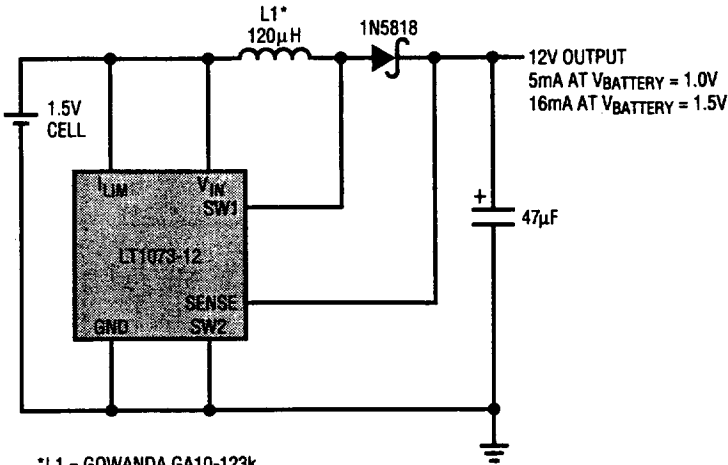 L1*
120µH
1N5818
12V OUTPUT
5mA AT VBATTERY = 1.0V
16mA AT VBATTERY = 1.5V
1.5V
CELL
ILIM
VIN
SW1
LT1073-12
SENSE
GND
SW2
+
47µF
*L1 = GOWANDA GA10-123k